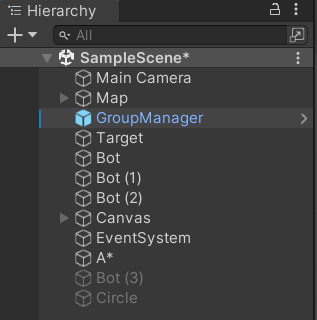 Hierarchy
All
SampleScene*
Main Camera
Map
GroupManager
Target
Bot
Bot (1)
Bot (2)
Canvas
EventSystem
A*
Bot (3)
Circle